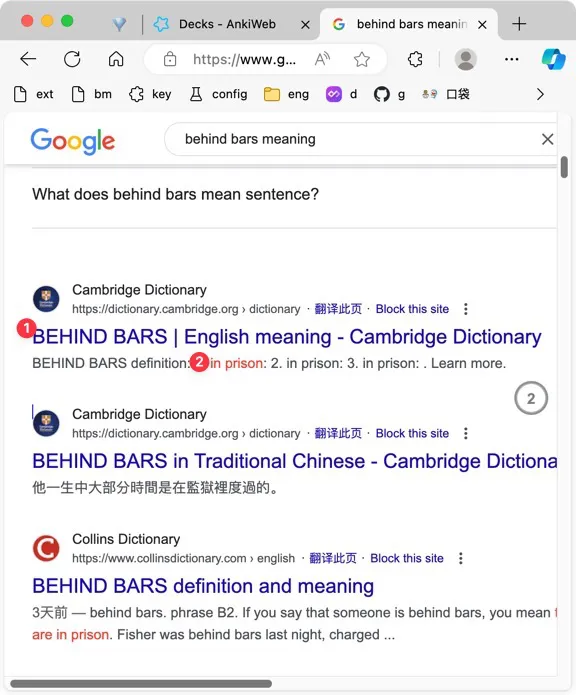 Decks - AnkiWeb
behind bars meanin
https://www.g...
ext bm key config eng d g 口袋
Google
behind bars meaning
What does behind bars mean sentence?
Cambridge Dictionary
https://dictionary.cambridge.org › dictionary · 翻译此页 · Block this site
1
BEHIND BARS | English meaning - Cambridge Dictionary
BEHIND BARS definition: 2 in prison: 2. in prison: 3. in prison: . Learn more.
2
Cambridge Dictionary
https://dictionary.cambridge.org › dictionary · 翻译此页 · Block this site
BEHIND BARS in Traditional Chinese - Cambridge Dictiona
他一生中大部分時間是在監獄裡度過的。
Collins Dictionary
https://www.collinsdictionary.com › english · 翻译此页 · Block this site
BEHIND BARS definition and meaning
3天前 — behind bars. phrase B2. If you say that someone is behind bars, you mean
are in prison. Fisher was behind bars last night, charged ...